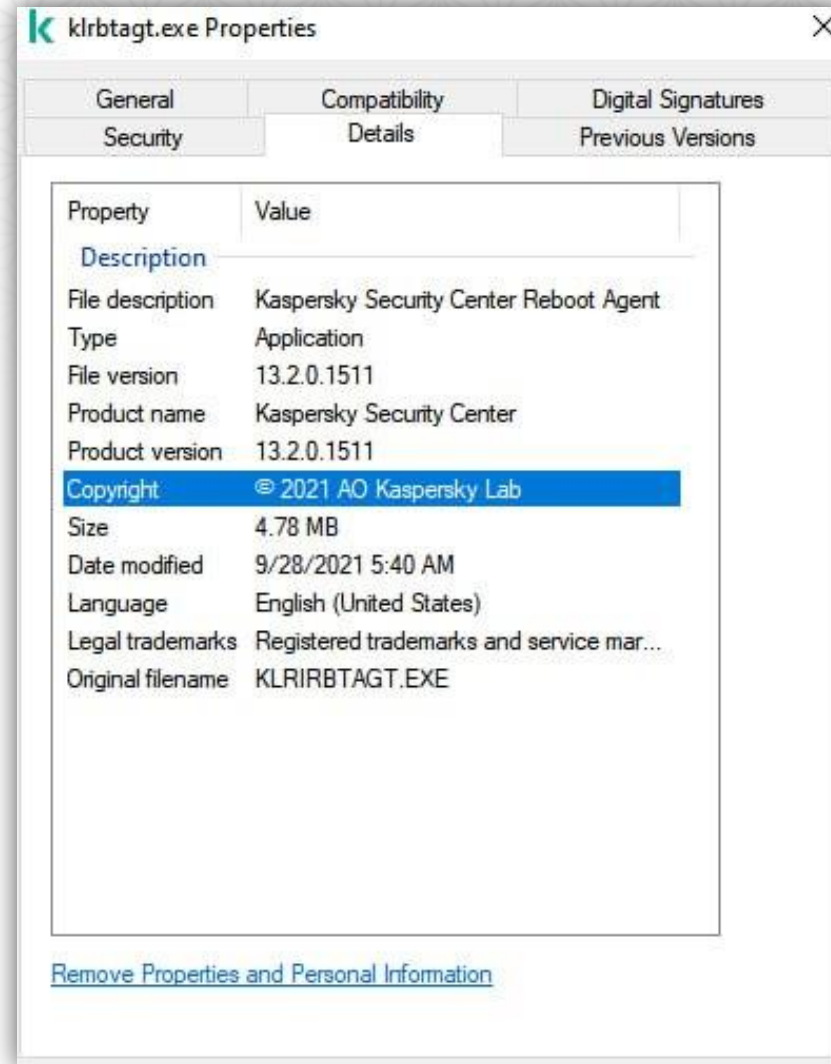 klrbtagt.exe Properties
General Compatibility Digital Signatures
Security Details Previous Versions
Property Value
Description
File description Kaspersky Security Center Reboot Agent
Type Application
File version 13.2.0.1511
Product name Kaspersky Security Center
Product version 13.2.0.1511
Copyright © 2021 AO Kaspersky Lab
Size 4.78 MB
Date modified 9/28/2021 5:40 AM
Language English (United States)
Legal trademarks Registered trademarks and service mar...
Original filename KLRIRBTAGT.EXE
Remove Properties and Personal Information